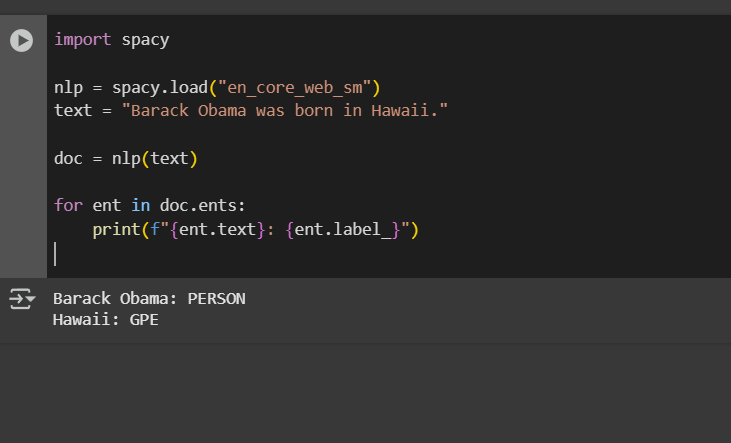 import spacy
nlp = spacy.load("en_core_web_sm")
text = "Barack Obama was born in Hawaii."
doc = nlp(text)
for ent in doc.ents:
    print(f"{ent.text}: {ent.label_}")
Barack Obama: PERSON
Hawaii: GPE